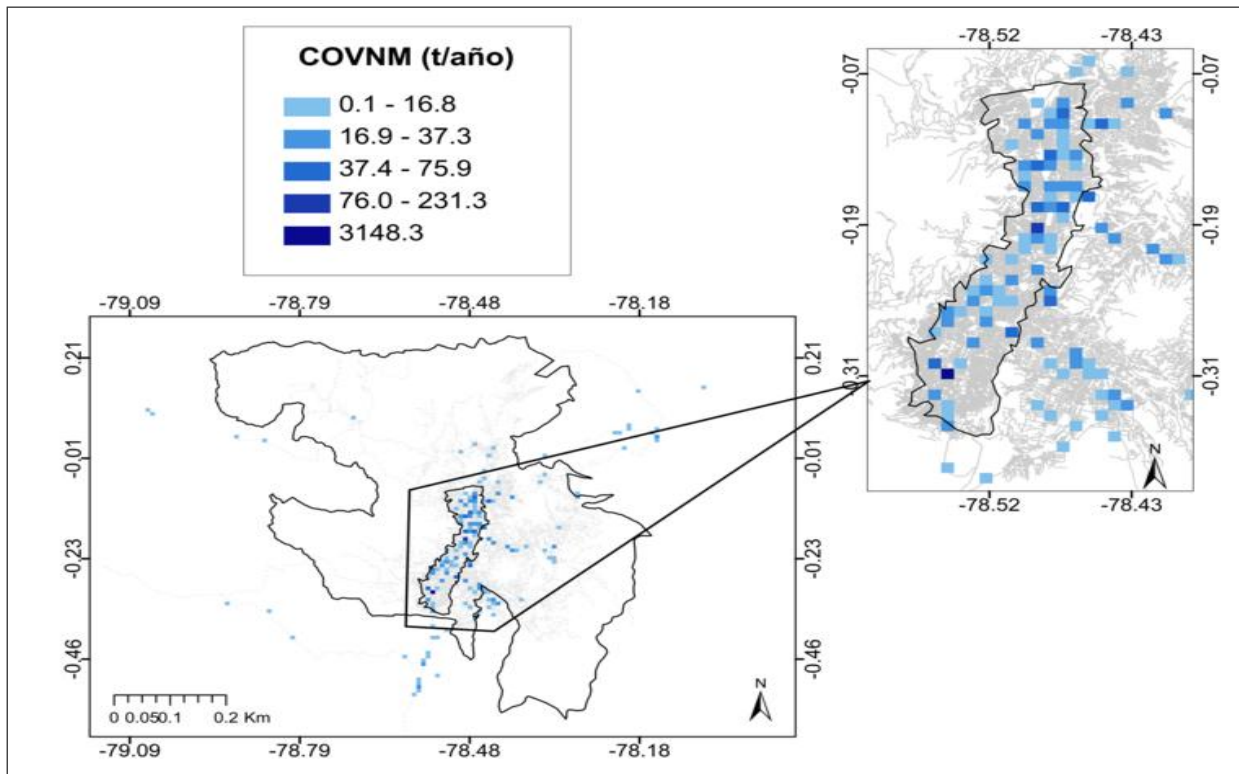 COVNM (t/año)
0.1 - 16.8
16.9 - 37.3
37.4 - 75.9
76.0 - 231.3
3148.3
-78.52 -78.43
-0.07 -0.07
-0.19 -0.19
-0.31 -0.31
N
-78.52 -78.43
-79.09 -78.79 -78.48 -78.18
0.21 0.21
-0.01 -0.01
-0.23 -0.23
-0.46 -0.46
N
0 0.050.1 0.2 Km
-79.09 -78.79 -78.48 -78.18